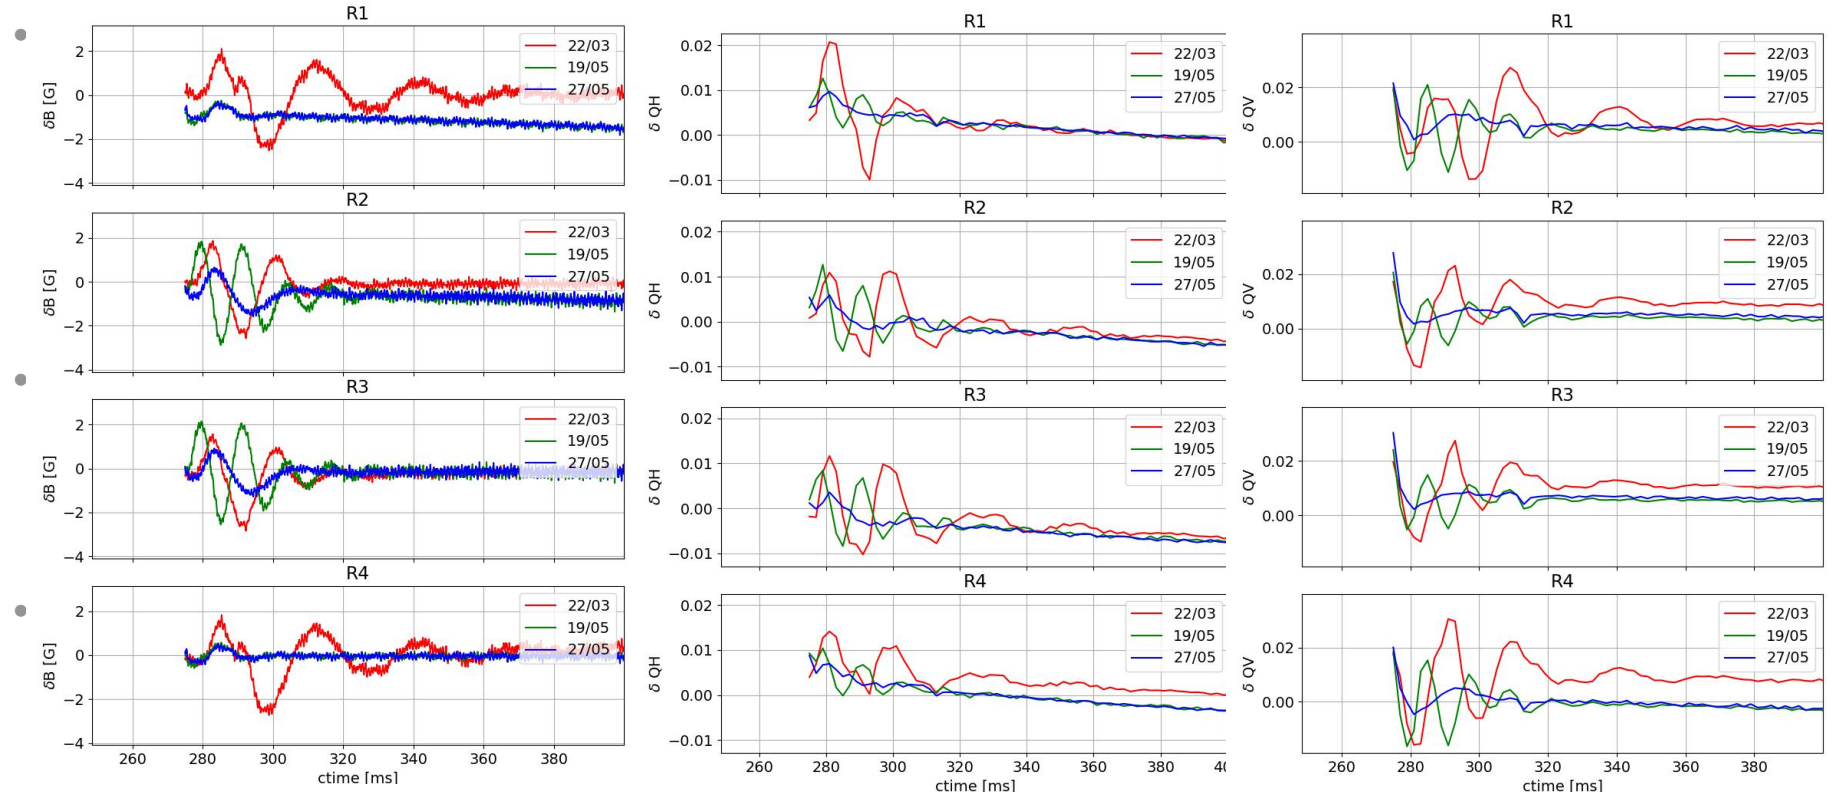 R1
δB [G]
2
0
−2
−4
22/03
19/05
27/05
R2
δB [G]
2
0
−2
−4
22/03
19/05
27/05
R3
δB [G]
2
0
−2
−4
22/03
19/05
27/05
R4
δB [G]
2
0
−2
−4
22/03
19/05
27/05
260 280 300 320 340 360 380
ctime [ms]
R1
δ QH
0.02
0.01
0.00
−0.01
22/03
19/05
27/05
R2
δ QH
0.02
0.01
0.00
−0.01
22/03
19/05
27/05
R3
δ QH
0.02
0.01
0.00
−0.01
22/03
19/05
27/05
R4
δ QH
0.02
0.01
0.00
−0.01
22/03
19/05
27/05
260 280 300 320 340 360 380 40
ctime [ms]
R1
δ QV
0.02
0.00
22/03
19/05
27/05
R2
δ QV
0.02
0.00
22/03
19/05
27/05
R3
δ QV
0.02
0.00
22/03
19/05
27/05
R4
δ QV
0.02
0.00
22/03
19/05
27/05
260 280 300 320 340 360 380
ctime [ms]